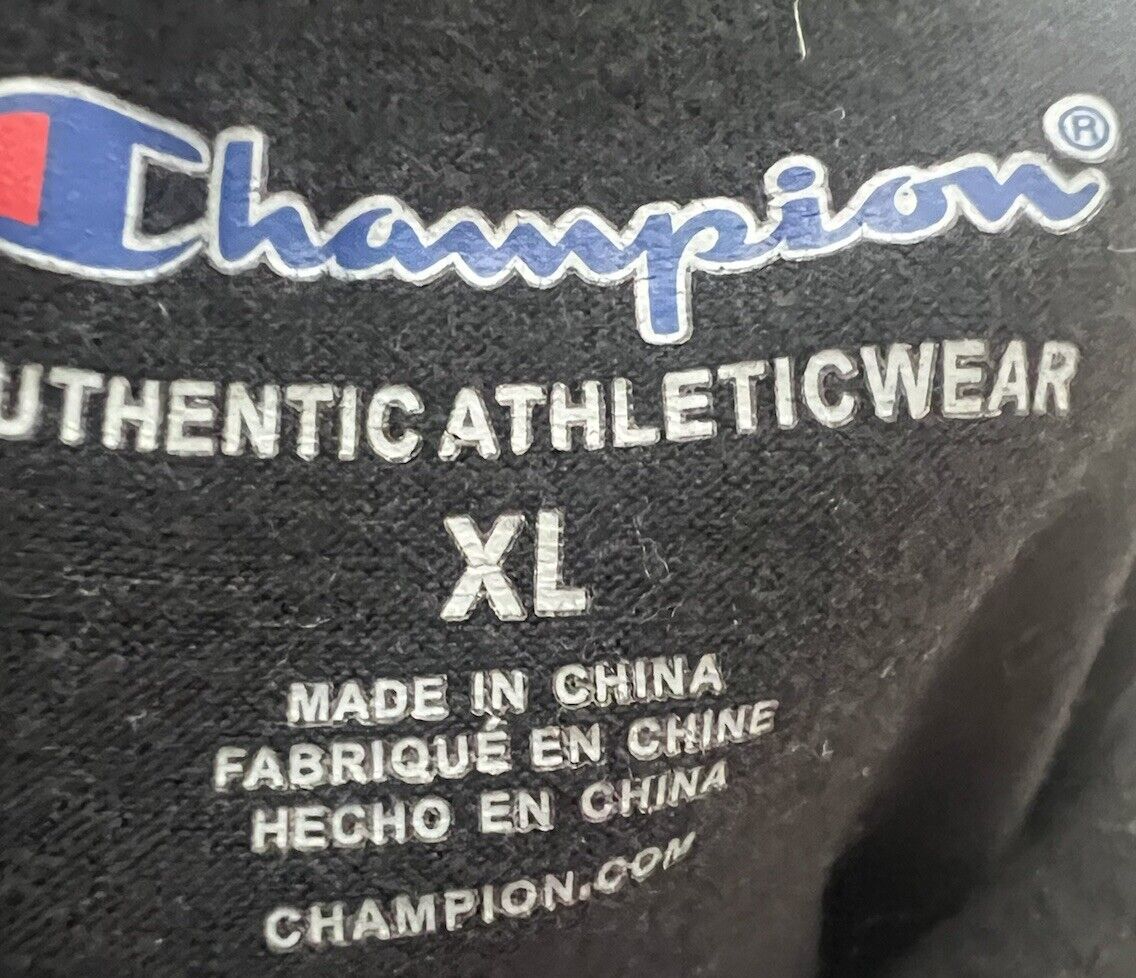 Champion®
UTHENTIC ATHLETICWEAR
XL
MADE IN CHINA
FABRIQUÉ EN CHINE
HECHO EN CHINA
CHAMPION.COM